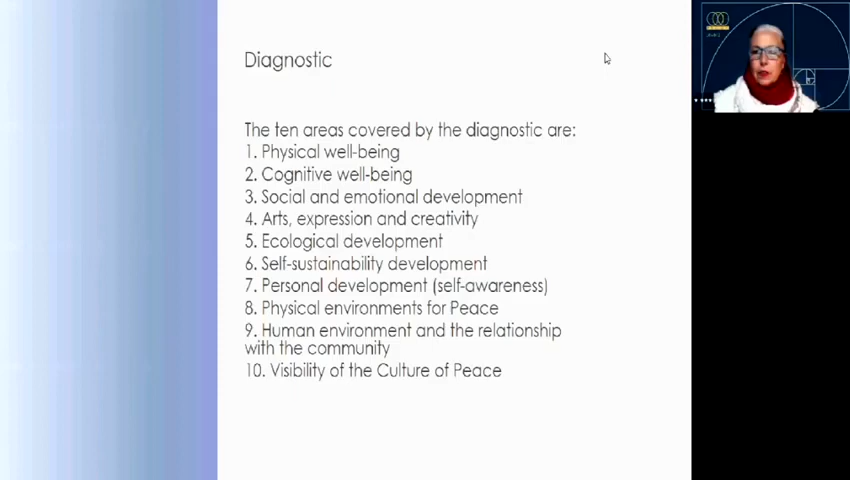 Diagnostic
The ten areas covered by the diagnostic are:
1. Physical well-being
2. Cognitive well-being
3. Social and emotional development
4. Arts, expression and creativity
5. Ecological development
6. Self-sustainability development
7. Personal development (self-awareness)
8. Physical environments for Peace
9. Human environment and the relationship
with the community
10. Visibility of the Culture of Peace